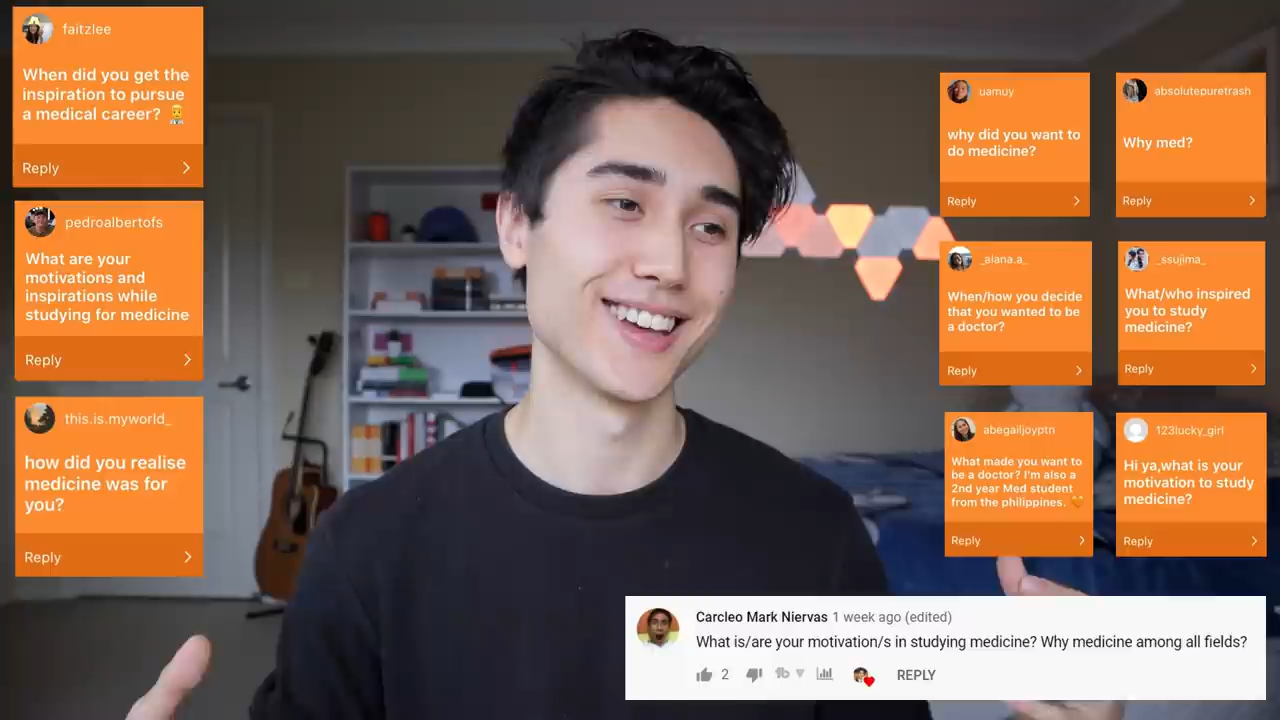 faitzlee
When did you get the
inspiration to pursue
a medical career? 👨‍⚕️
Reply
pedroalbertofs
What are your
motivations and
inspirations while
studying for medicine
Reply
this.is.myworld_
how did you realise
medicine was for
you?
Reply
uamuy
why did you want to
do medicine?
Reply
absolutepuretrash
Why med?
Reply
_alana.a_
When/how you decide
that you wanted to be
a doctor?
Reply
_ssujima_
What/who inspired
you to study
medicine?
Reply
abegailjoyptn
What made you want to
be a doctor? I'm also a
2nd year Med student
from the philippines. 🧡
Reply
123lucky_girl
Hi ya,what is your
motivation to study
medicine?
Reply
Carcleo Mark Niervas 1 week ago (edited)
What is/are your motivation/s in studying medicine? Why medicine among all fields?
2
REPLY